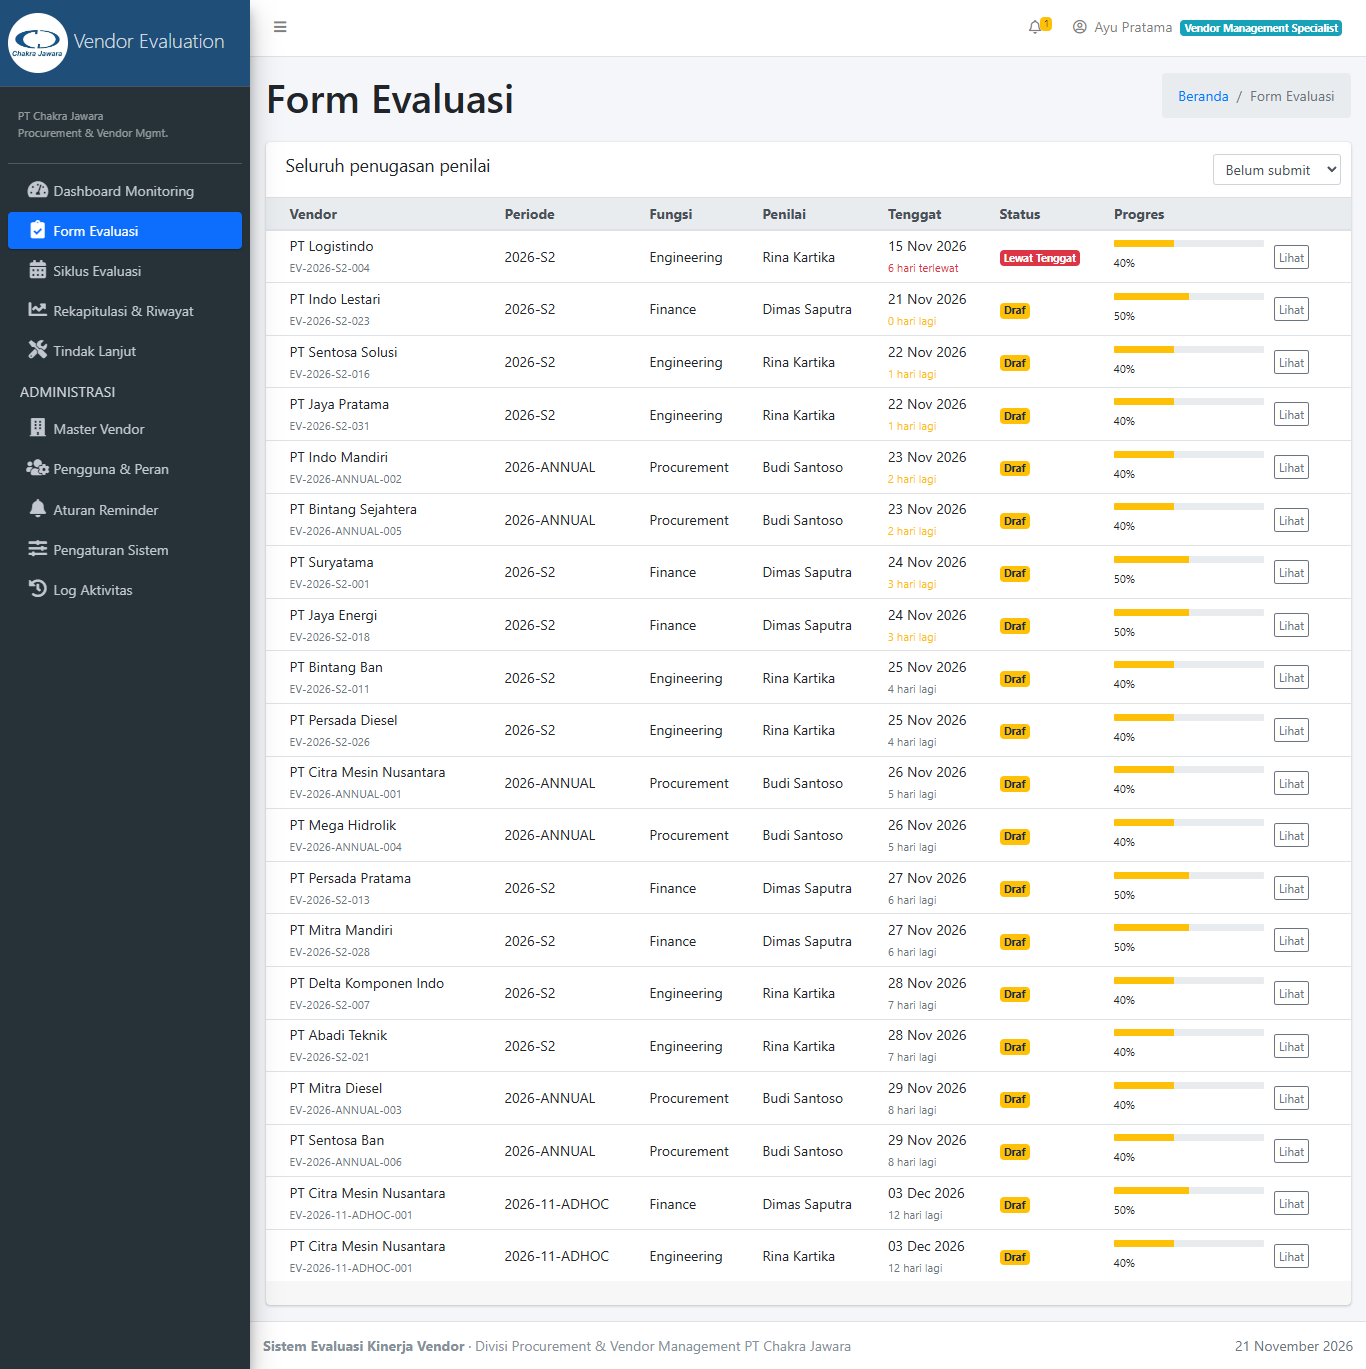 Chakra Jawara
Vendor Evaluation
PT Chakra Jawara
Procurement & Vendor Mgmt.
Dashboard Monitoring
Form Evaluasi
Siklus Evaluasi
Rekapitulasi & Riwayat
Tindak Lanjut
ADMINISTRASI
Master Vendor
Pengguna & Peran
Aturan Reminder
Pengaturan Sistem
Log Aktivitas
1
Ayu Pratama Vendor Management Specialist
Form Evaluasi
Beranda / Form Evaluasi
Seluruh penugasan penilai
Belum submit
Vendor Periode Fungsi Penilai Tenggat Status Progres
PT Logistindo 15 Nov 2026
2026-S2 Engineering Rina Kartika Lewat Tenggat Lihat
EV-2026-S2-004 6 hari terlewat 40%
PT Indo Lestari 21 Nov 2026
2026-S2 Finance Dimas Saputra Draf Lihat
EV-2026-S2-023 0 hari lagi 50%
PT Sentosa Solusi 22 Nov 2026
2026-S2 Engineering Rina Kartika Draf Lihat
EV-2026-S2-016 1 hari lagi 40%
PT Jaya Pratama 22 Nov 2026
2026-S2 Engineering Rina Kartika Draf Lihat
EV-2026-S2-031 1 hari lagi 40%
PT Indo Mandiri 23 Nov 2026
2026-ANNUAL Procurement Budi Santoso Draf Lihat
EV-2026-ANNUAL-002 2 hari lagi 40%
PT Bintang Sejahtera 23 Nov 2026
2026-ANNUAL Procurement Budi Santoso Draf Lihat
EV-2026-ANNUAL-005 2 hari lagi 40%
PT Suryatama 24 Nov 2026
2026-S2 Finance Dimas Saputra Draf Lihat
EV-2026-S2-001 3 hari lagi 50%
PT Jaya Energi 24 Nov 2026
2026-S2 Finance Dimas Saputra Draf Lihat
EV-2026-S2-018 3 hari lagi 50%
PT Bintang Ban 25 Nov 2026
2026-S2 Engineering Rina Kartika Draf Lihat
EV-2026-S2-011 4 hari lagi 40%
PT Persada Diesel 25 Nov 2026
2026-S2 Engineering Rina Kartika Draf Lihat
EV-2026-S2-026 4 hari lagi 40%
PT Citra Mesin Nusantara 26 Nov 2026
2026-ANNUAL Procurement Budi Santoso Draf Lihat
EV-2026-ANNUAL-001 5 hari lagi 40%
PT Mega Hidrolik 26 Nov 2026
2026-ANNUAL Procurement Budi Santoso Draf Lihat
EV-2026-ANNUAL-004 5 hari lagi 40%
PT Persada Pratama 27 Nov 2026
2026-S2 Finance Dimas Saputra Draf Lihat
EV-2026-S2-013 6 hari lagi 50%
PT Mitra Mandiri 27 Nov 2026
2026-S2 Finance Dimas Saputra Draf Lihat
EV-2026-S2-028 6 hari lagi 50%
PT Delta Komponen Indo 28 Nov 2026
2026-S2 Engineering Rina Kartika Draf Lihat
EV-2026-S2-007 7 hari lagi 40%
PT Abadi Teknik 28 Nov 2026
2026-S2 Engineering Rina Kartika Draf Lihat
EV-2026-S2-021 7 hari lagi 40%
PT Mitra Diesel 29 Nov 2026
2026-ANNUAL Procurement Budi Santoso Draf Lihat
EV-2026-ANNUAL-003 8 hari lagi 40%
PT Sentosa Ban 29 Nov 2026
2026-ANNUAL Procurement Budi Santoso Draf Lihat
EV-2026-ANNUAL-006 8 hari lagi 40%
PT Citra Mesin Nusantara 03 Dec 2026
2026-11-ADHOC Finance Dimas Saputra Draf Lihat
EV-2026-11-ADHOC-001 12 hari lagi 50%
PT Citra Mesin Nusantara 03 Dec 2026
2026-11-ADHOC Engineering Rina Kartika Draf Lihat
EV-2026-11-ADHOC-001 12 hari lagi 40%
Sistem Evaluasi Kinerja Vendor · Divisi Procurement & Vendor Management PT Chakra Jawara 21 November 2026